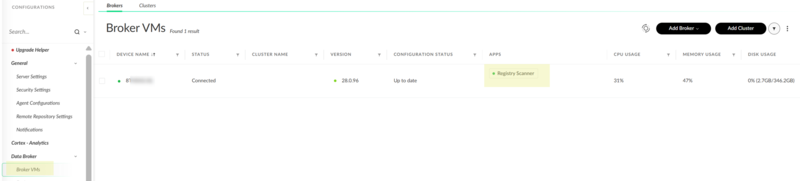 CONFIGURATIONS
Search...
Upgrade Helper
General
Server Settings
Security Settings
Agent Configurations
Remote Repository Settings
Notifications
Cortex - Analytics
Data Broker
Broker VMs
Brokers Clusters
Broker VMs Found 1 result
Add Broker Add Cluster
DEVICE NAME STATUS CLUSTER NAME VERSION CONFIGURATION STATUS APPS CPU USAGE MEMORY USAGE DISK USAGE
Connected 28.0.96 Up to date Registry Scanner 31% 47% 0% (2.7GB/346.2GB)